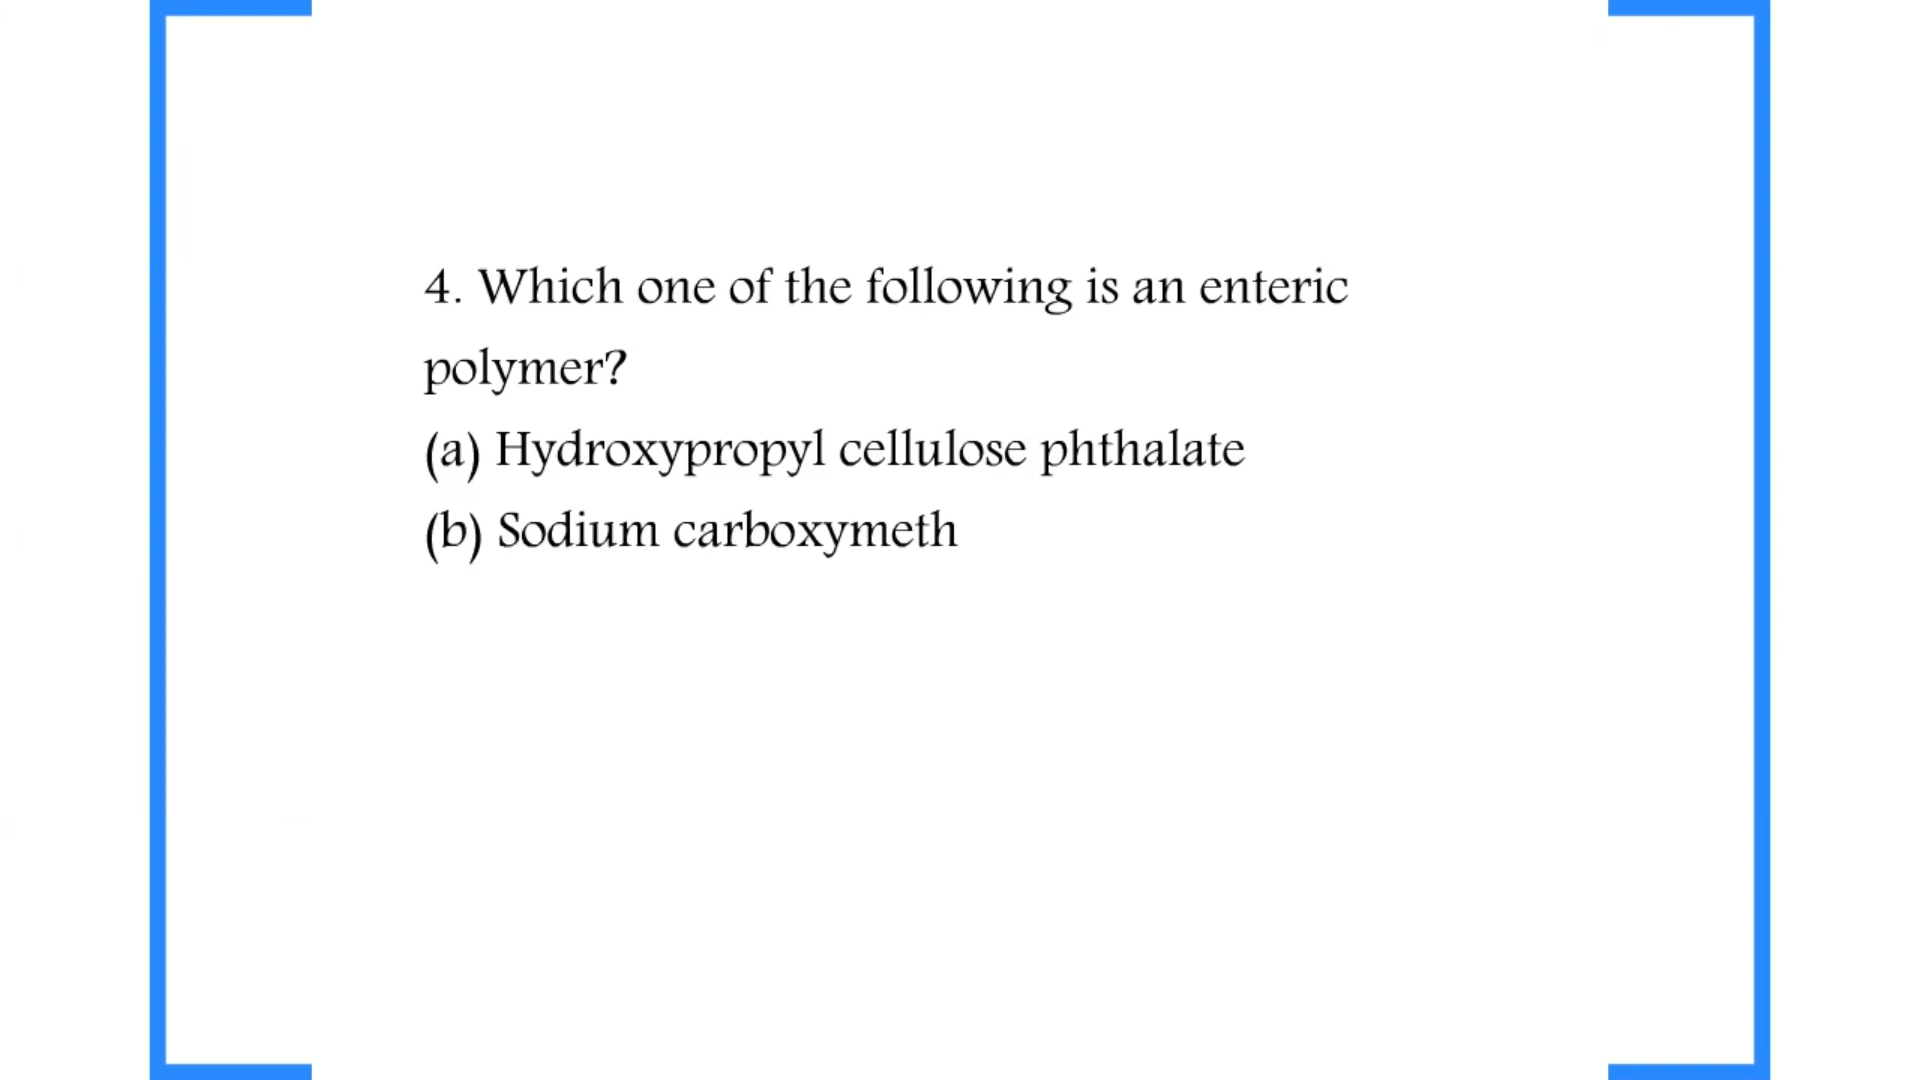 4. Which one of the following is an enteric
polymer?
(a) Hydroxypropyl cellulose phthalate
(b) Sodium carboxymeth